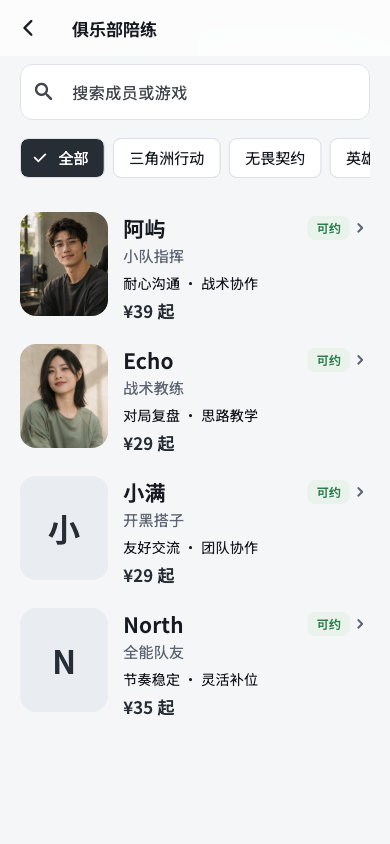 俱乐部陪练
搜索成员或游戏
全部
三角洲行动
无畏契约
英雄
阿屿
可约
小队指挥
耐心沟通 · 战术协作
¥39 起
Echo
可约
战术教练
对局复盘 · 思路教学
¥29 起
小
小满
可约
开黑搭子
友好交流 · 团队协作
¥29 起
N
North
可约
全能队友
节奏稳定 · 灵活补位
¥35 起